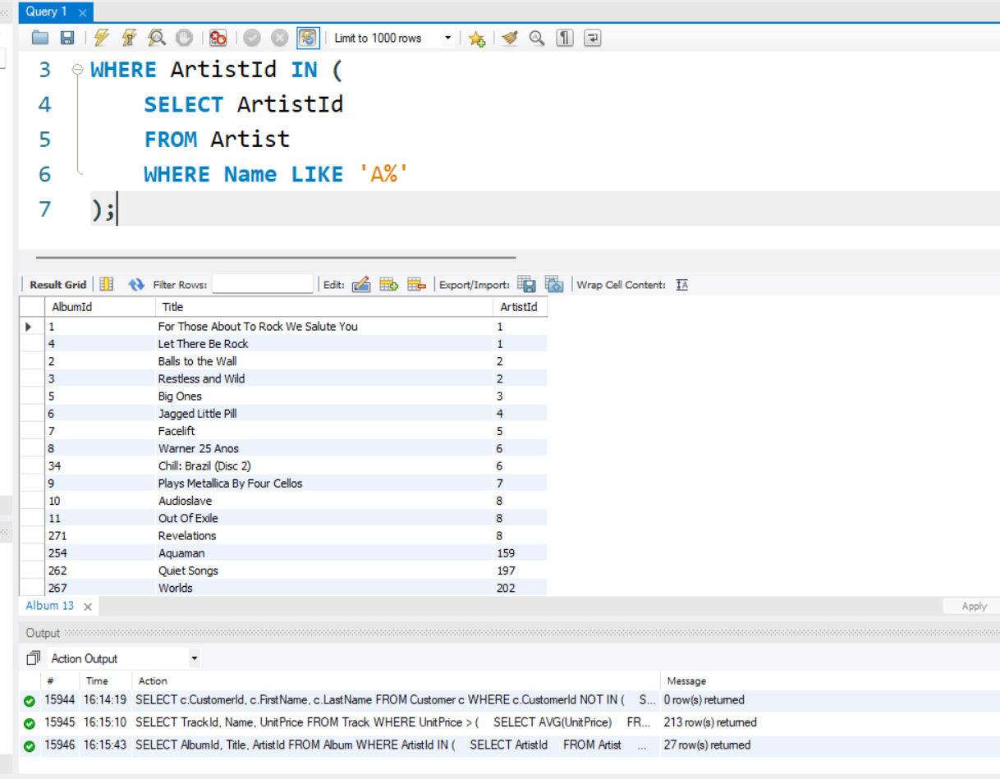 Query 1
Limit to 1000 rows
3 WHERE ArtistId IN (
4 SELECT ArtistId
5 FROM Artist
6 WHERE Name LIKE 'A%'
7 );
Result Grid Filter Rows: Edit: Export/Import: Wrap Cell Content: IA
AlbumId Title ArtistId
1 For Those About To Rock We Salute You 1
4 Let There Be Rock 1
2 Balls to the Wall 2
3 Restless and Wild 2
5 Big Ones 3
6 Jagged Little Pill 4
7 Facelift 5
8 Warner 25 Anos 6
34 Chill: Brazil (Disc 2) 6
9 Plays Metallica By Four Cellos 7
10 Audioslave 8
11 Out Of Exile 8
271 Revelations 8
254 Aquaman 159
262 Quiet Songs 197
267 Worlds 202
Album 13 Apply
Output
Action Output
# Time Action Message
15944 16:14:19 SELECT c.CustomerId, c.FirstName, c.LastName FROM Customer c WHERE c.CustomerId NOT IN ( S... 0 row(s) returned
15945 16:15:10 SELECT TrackId, Name, UnitPrice FROM Track WHERE UnitPrice > ( SELECT AVG(UnitPrice) FR... 213 row(s) returned
15946 16:15:43 SELECT AlbumId, Title, ArtistId FROM Album WHERE ArtistId IN ( SELECT ArtistId FROM Artist ... 27 row(s) returned